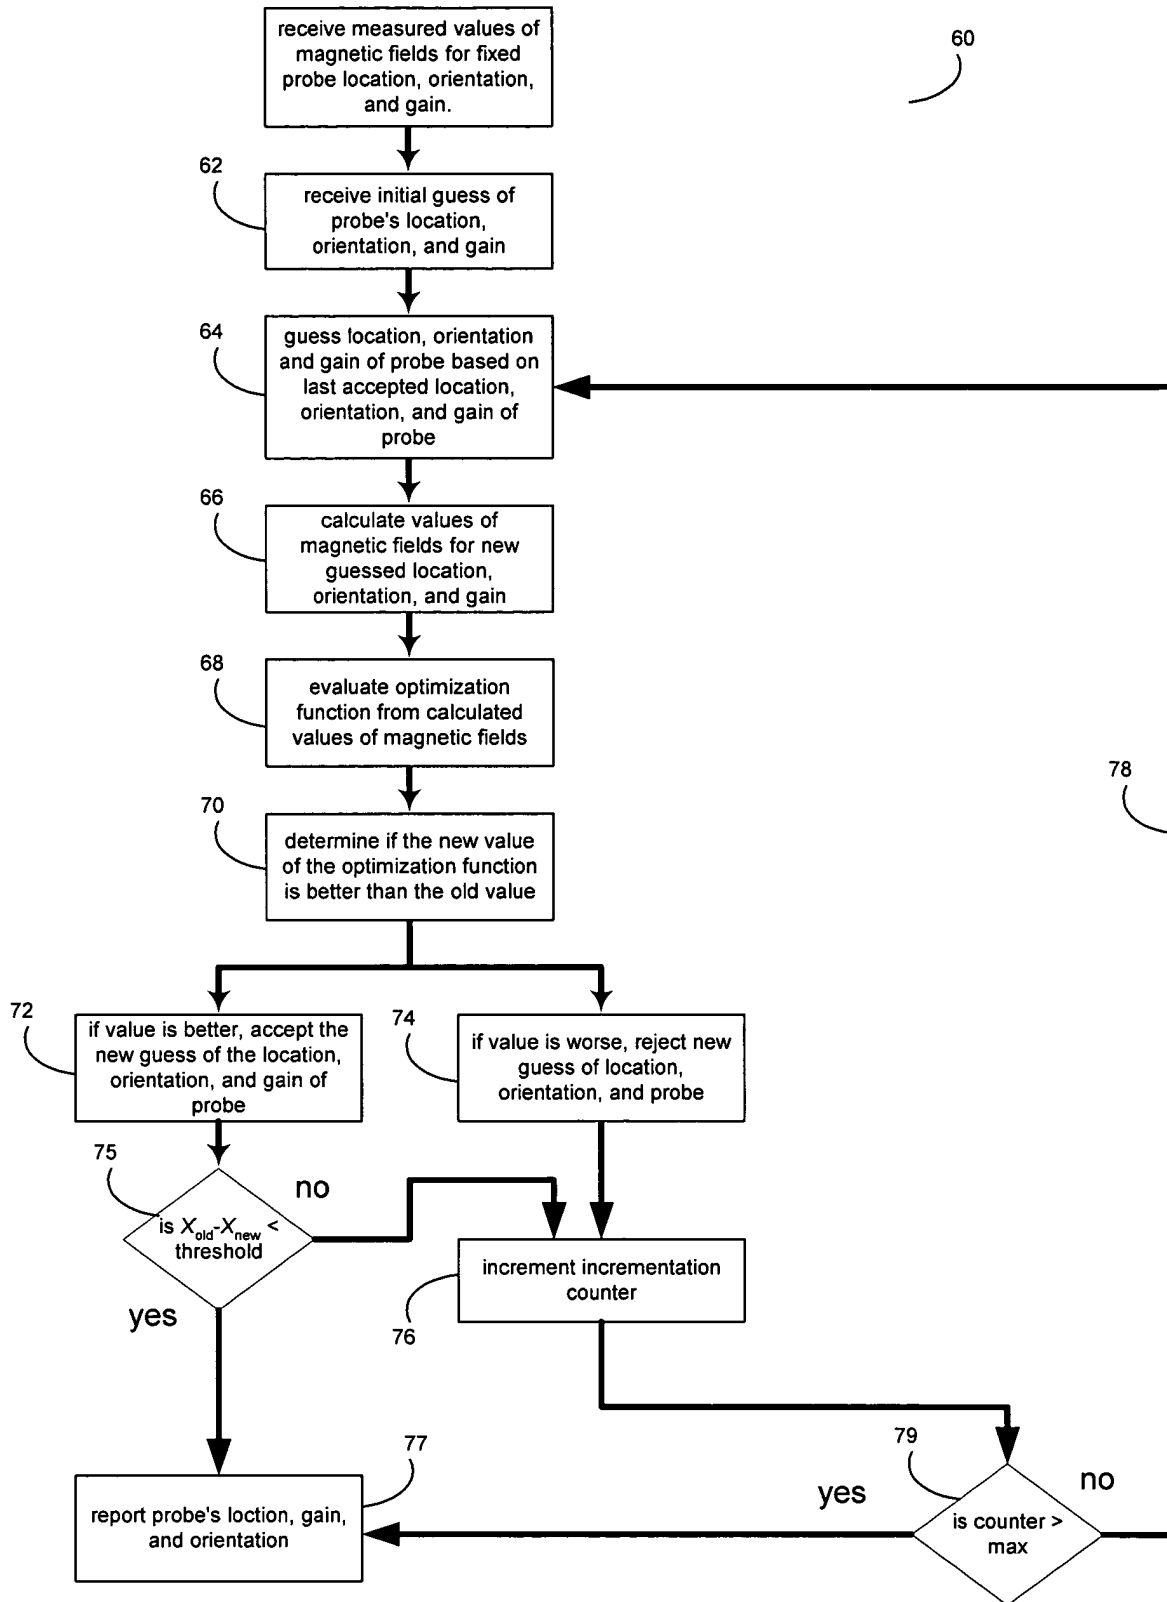 receive measured values of
magnetic fields for fixed
probe location, orientation,
and gain.
60
62
receive initial guess of
probe's location,
orientation, and gain
64
guess location, orientation
and gain of probe based on
last accepted location,
orientation, and gain of
probe
66
calculate values of
magnetic fields for new
guessed location,
orientation, and gain
68
evaluate optimization
function from calculated
values of magnetic fields
78
70
determine if the new value
of the optimization function
is better than the old value
72
if value is better, accept the
new guess of the location,
orientation, and gain of
probe
74
if value is worse, reject new
guess of location,
orientation, and probe
75
is Xold-Xnew <
threshold
no
yes
increment incrementation
counter
76
77
report probe's loction, gain,
and orientation
79
is counter >
max
yes
no